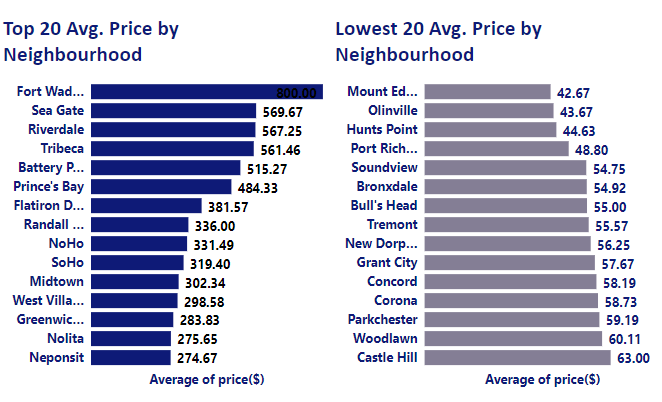 Top 20 Avg. Price by
Neighbourhood
Fort Wad... 800.00
Sea Gate 569.67
Riverdale 567.25
Tribeca 561.46
Battery P... 515.27
Prince's Bay 484.33
Flatiron D... 381.57
Randall ... 336.00
NoHo 331.49
SoHo 319.40
Midtown 302.34
West Villa... 298.58
Greenwic... 283.83
Nolita 275.65
Neponsit 274.67
Average of price($)
Lowest 20 Avg. Price by
Neighbourhood
Mount Ed... 42.67
Olinville 43.67
Hunts Point 44.63
Port Rich... 48.80
Soundview 54.75
Bronxdale 54.92
Bull's Head 55.00
Tremont 55.57
New Dorp... 56.25
Grant City 57.67
Concord 58.19
Corona 58.73
Parkchester 59.19
Woodlawn 60.11
Castle Hill 63.00
Average of price($)